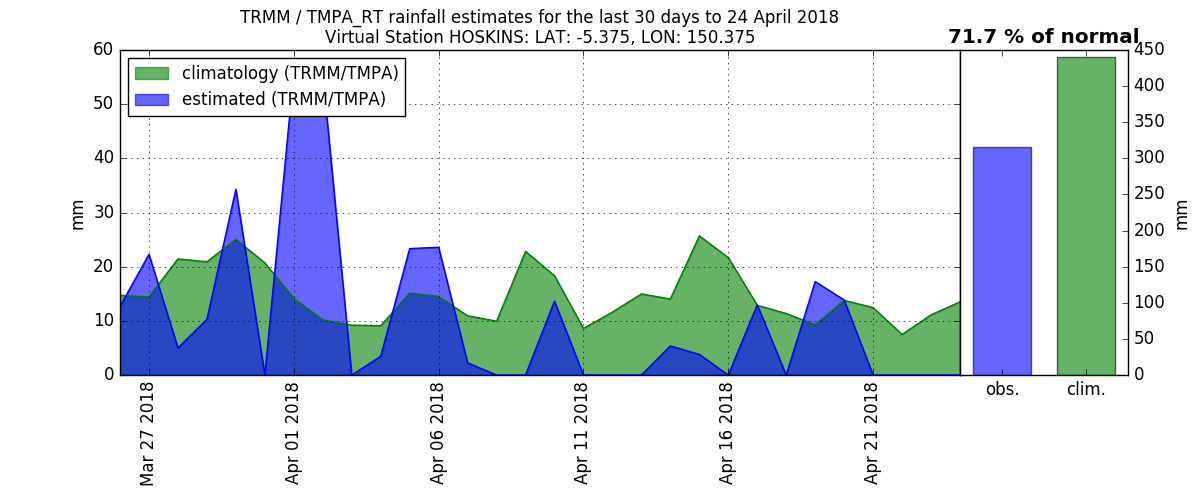 TRMM / TMPA_RT rainfall estimates for the last 30 days to 24 April 2018
Virtual Station HOSKINS: LAT: -5.375, LON: 150.375
71.7 % of normal
climatology (TRMM/TMPA)
estimated (TRMM/TMPA)
60
50
40
30
20
10
0
mm
Mar 27 2018
Apr 01 2018
Apr 06 2018
Apr 11 2018
Apr 16 2018
Apr 21 2018
obs.
clim.
450
400
350
300
250
200
150
100
50
0
mm